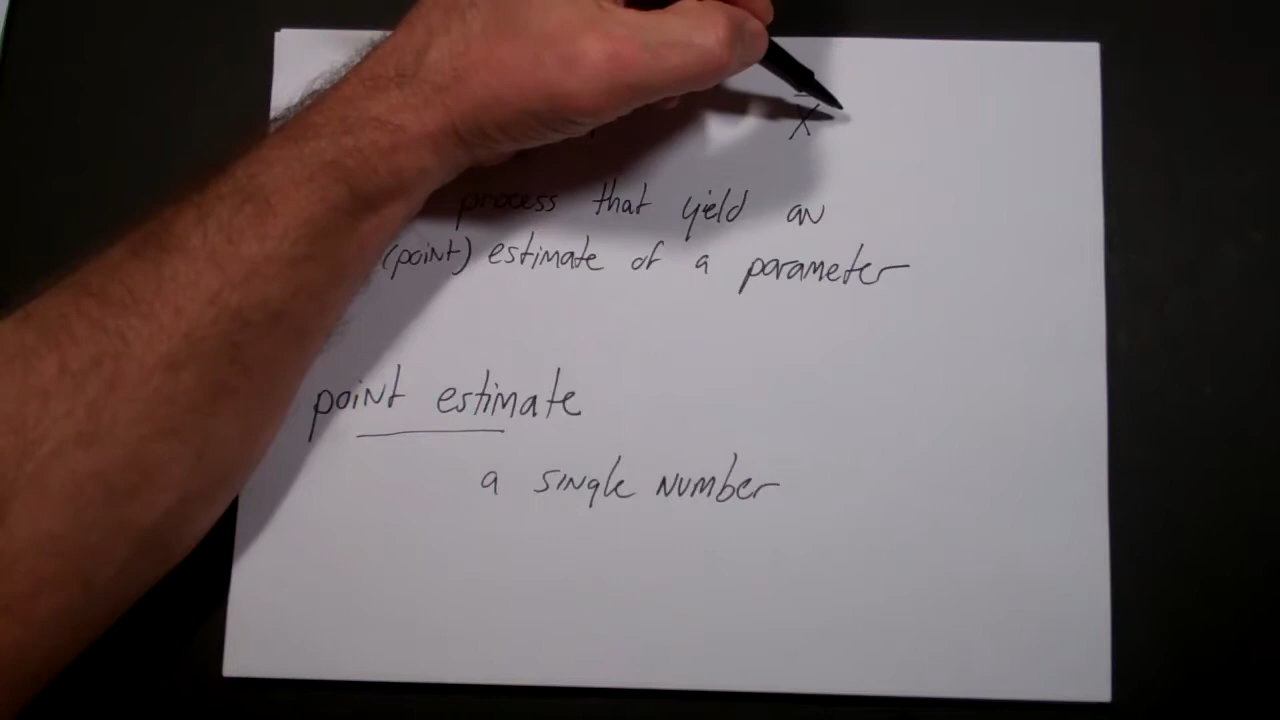 X̄
process that yield an
(point) estimate of a parameter
point estimate
a single number